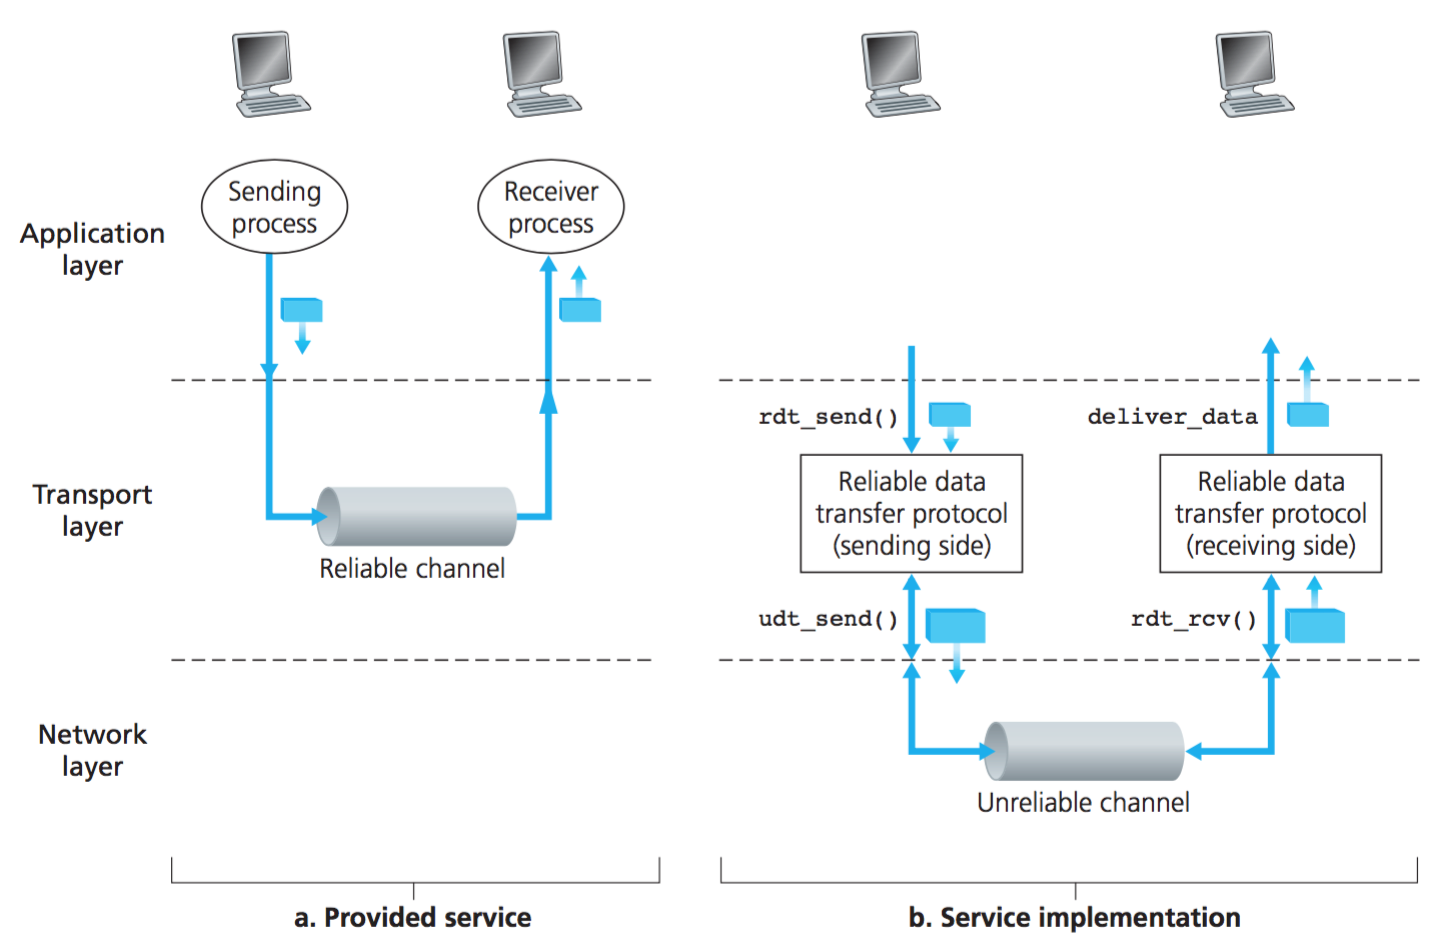 Sending
process
Receiver
process
Application
layer
rdt_send()
deliver_data
Transport
layer
Reliable data
transfer protocol
(sending side)
Reliable data
transfer protocol
(receiving side)
Reliable channel
udt_send()
rdt_rcv()
Network
layer
Unreliable channel
a. Provided service
b. Service implementation